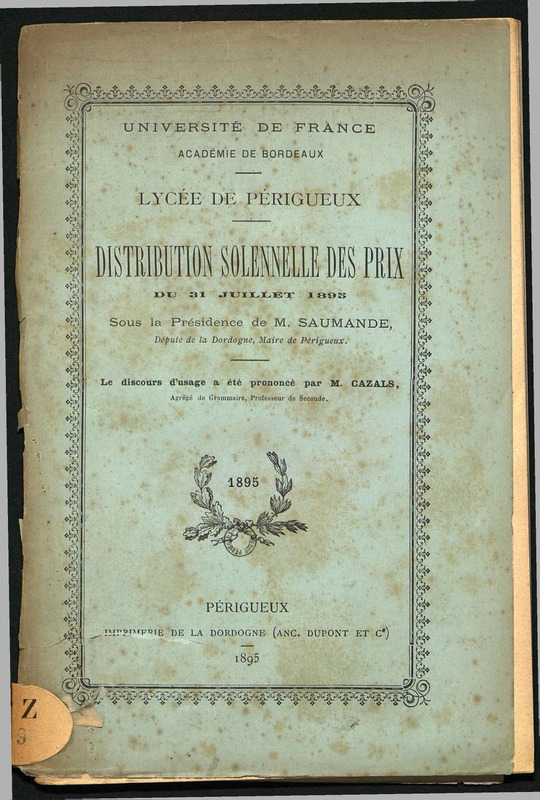 UNIVERSITÉ DE FRANCE
ACADÉMIE DE BORDEAUX
LYCÉE DE PÉRIGUEUX
DISTRIBUTION SOLENNELLE DES PRIX
DU 31 JUILLET 1895
Sous la Présidence de M. SAUMANDE,
Député de la Dordogne, Maire de Périgueux.
Le discours d'usage a été prononcé par M. CAZALS,
Agrégé de Grammaire, Professeur de Seconde.
1895
PÉRIGUEUX
IMPRIMERIE DE LA DORDOGNE (ANC. DUPONT ET Cᵉ)
1895
Z
9